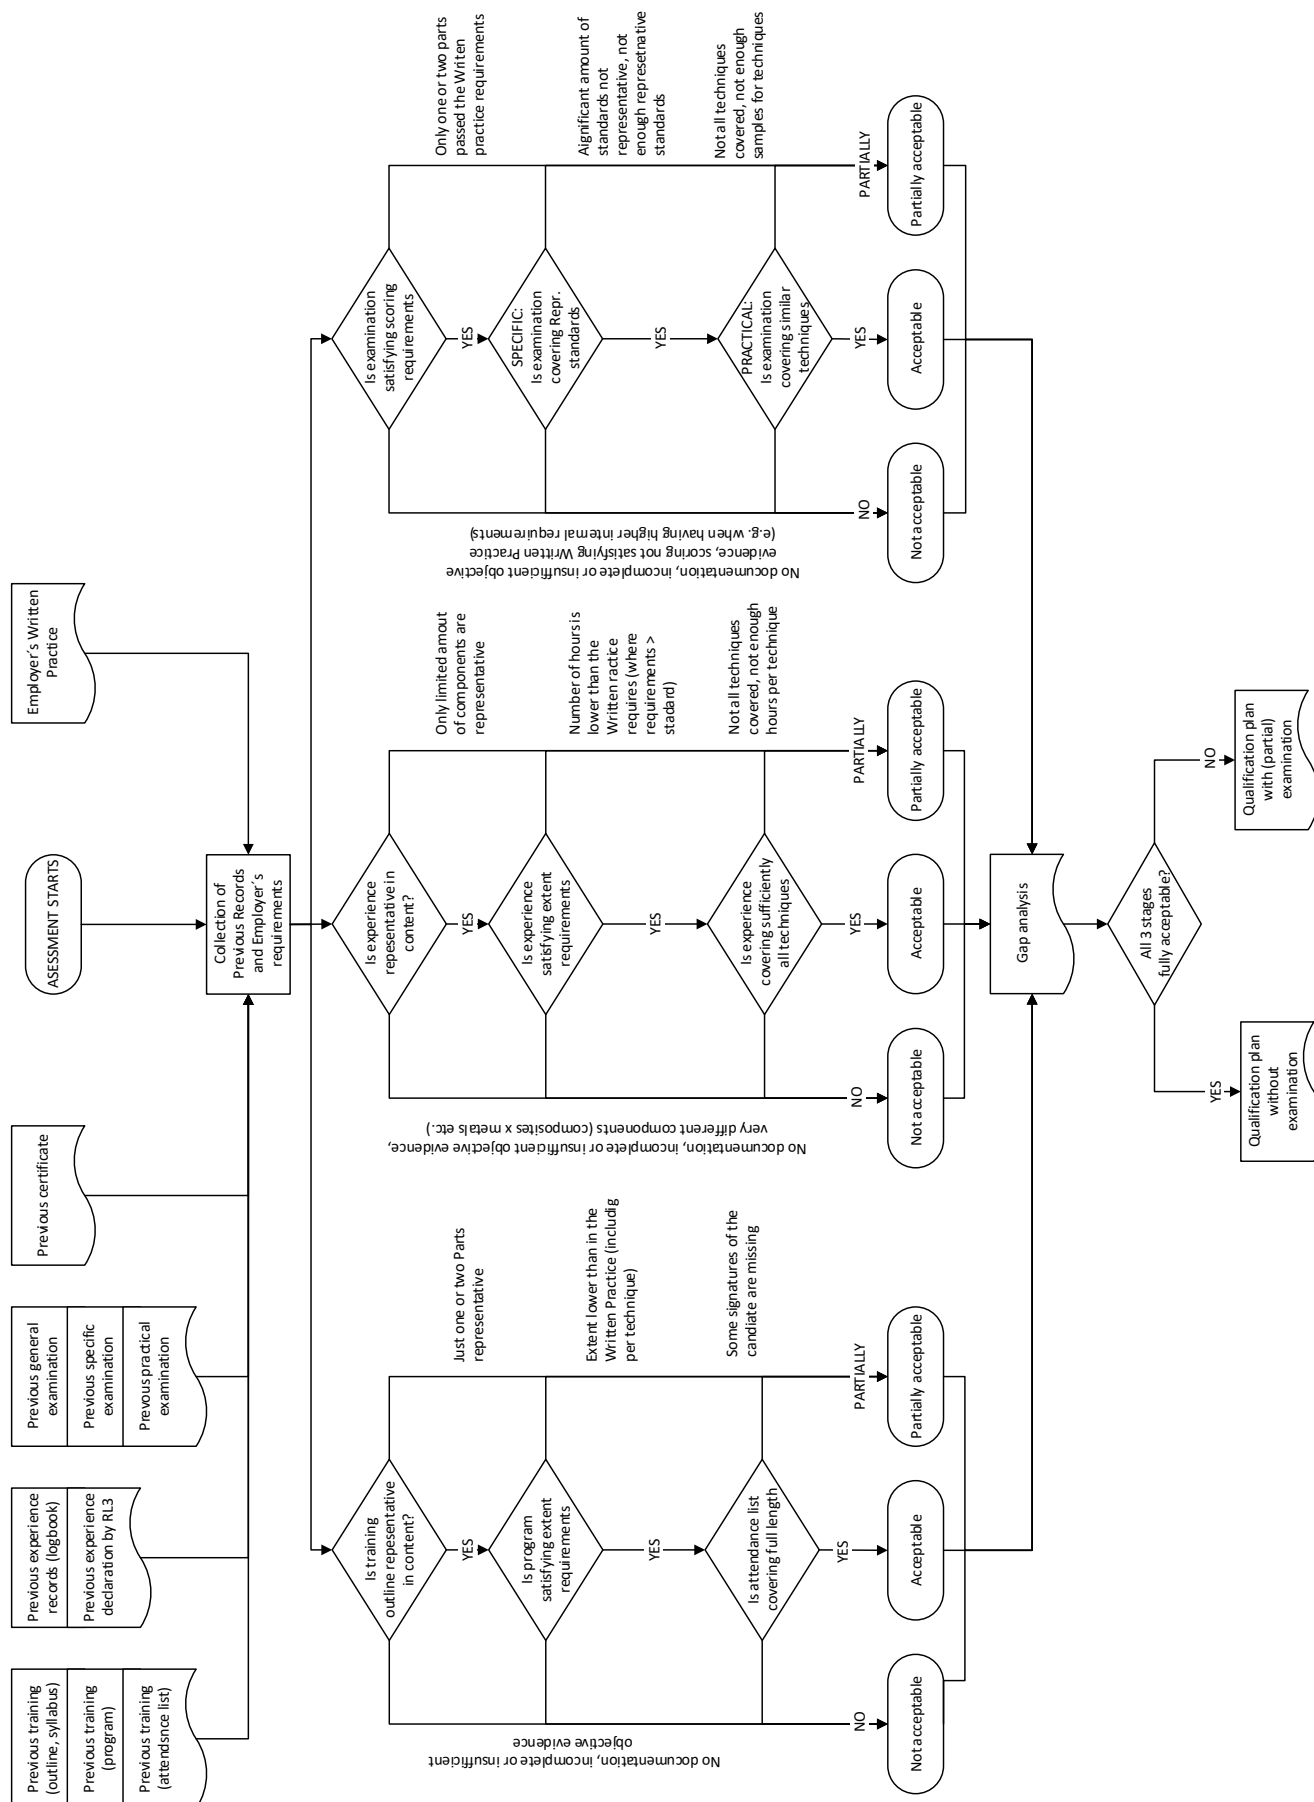 ASESSMENT STARTS
Previous training
(outline, syllabus)
Previous training
(program)
Previous training
(attendsnce list)
Previous experience
records (logbook)
Previous experience
declaration by RL3
Previous general
examination
Previous specific
examination
Prevous practical
examination
Previous certificate
Employer´s Written
Practice
Collection of
Previous Records
and Employer´s
requirements
Is training
outline repesentative
in content?
YES
Is program
satisfying extent
requirements
YES
Is attendance list
covering full length
YES
No documentation, incomplete or insufficient
objective evidence
NO
Just one or two Parts
representative
Extent lower than in the
Written Practice (includig
per technique)
Some signatures of the
candidate are missing
PARTIALLY
Not acceptable
Acceptable
Partially acceptable
Is experience
repesentative in
content?
YES
Is experience
satisfying extent
requirements
YES
Is experience
covering sufficiently
all techniques
YES
No documentation, incomplete or insufficient objective evidence,
very different components (composites x metals etc.)
NO
Only limited amout
of components are
representative
Number of hours is
lower than the
Written ractice
requires (where
requirements >
stadard)
Not all techniques
covered, not enough
hours per technique
PARTIALLY
Not acceptable
Acceptable
Partially acceptable
Is examination
satisfying scoring
requirements
YES
SPECIFIC:
Is examination
covering Repr.
standards
YES
PRACTICAL:
Is examination
covering similar
techniques
YES
No documentation, incomplete or insufficient objective
evidence, scoring not satisfying Written Practice
(e.g. when having higher internal requirements)
NO
Only one or two parts
passed the Writen
practice requirements
Aignificant amount of
standards not
representative, not
enough represetnative
standards
Not all techniques
covered, not enough
samples for techniques
PARTIALLY
Not acceptable
Acceptable
Partially acceptable
Gap analysis
All 3 stages
fully acceptable?
YES
NO
Qualification plan
without
examination
Qualification plan
with (partial)
examination